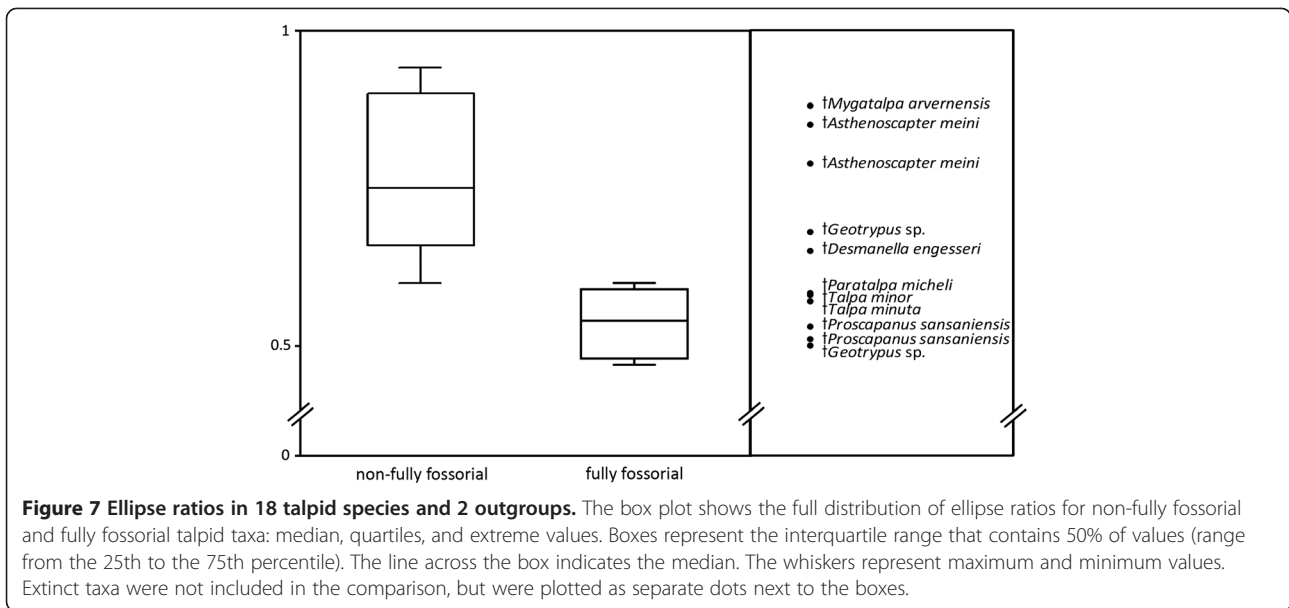 1
†Mygatalpa arvernensis
†Asthenoscapter meini
†Asthenoscapter meini
†Geotrypus sp.
†Desmanella engesseri
†Paratalpa micheli
†Talpa minor
†Talpa minuta
†Proscapanus sansaniensis
0.5
†Proscapanus sansaniensis
†Geotrypus sp.
0
non-fully fossorial fully fossorial
Figure 7 Ellipse ratios in 18 talpid species and 2 outgroups. The box plot shows the full distribution of ellipse ratios for non-fully fossorial
and fully fossorial talpid taxa: median, quartiles, and extreme values. Boxes represent the interquartile range that contains 50% of values (range
from the 25th to the 75th percentile). The line across the box indicates the median. The whiskers represent maximum and minimum values.
Extinct taxa were not included in the comparison, but were plotted as separate dots next to the boxes.